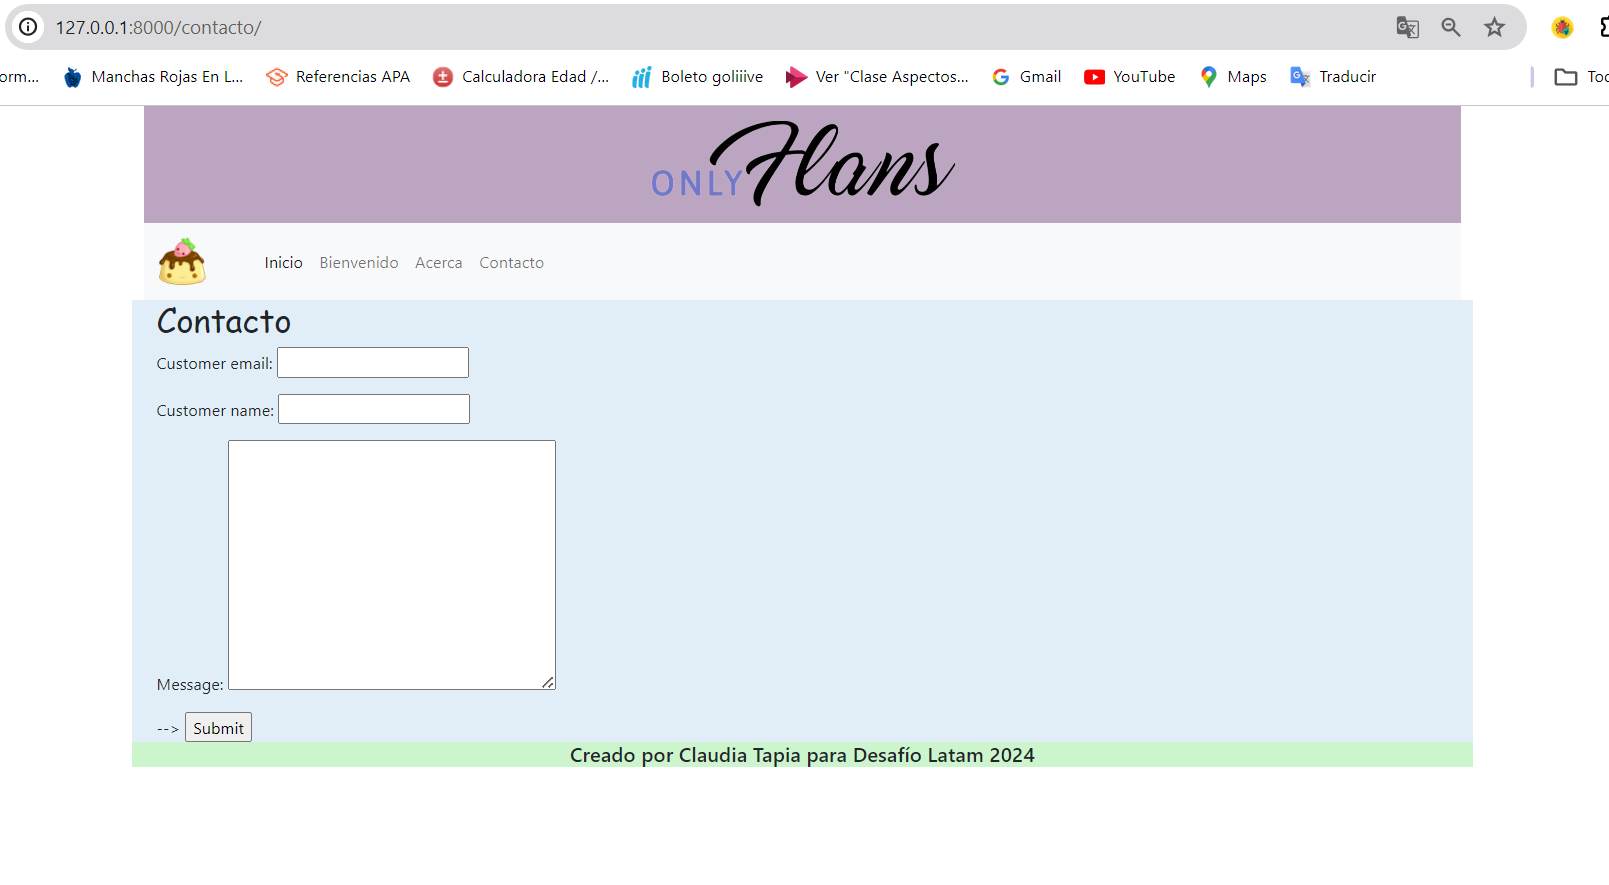 127.0.0.1:8000/contacto/
orm... Manchas Rojas En L... Referencias APA Calculadora Edad /... Boleto goliiive Ver "Clase Aspectos... Gmail YouTube Maps Traducir
ONLY Flans
Inicio Bienvenido Acerca Contacto
Contacto
Customer email:
Customer name:
Message:
--> Submit
Creado por Claudia Tapia para Desafío Latam 2024